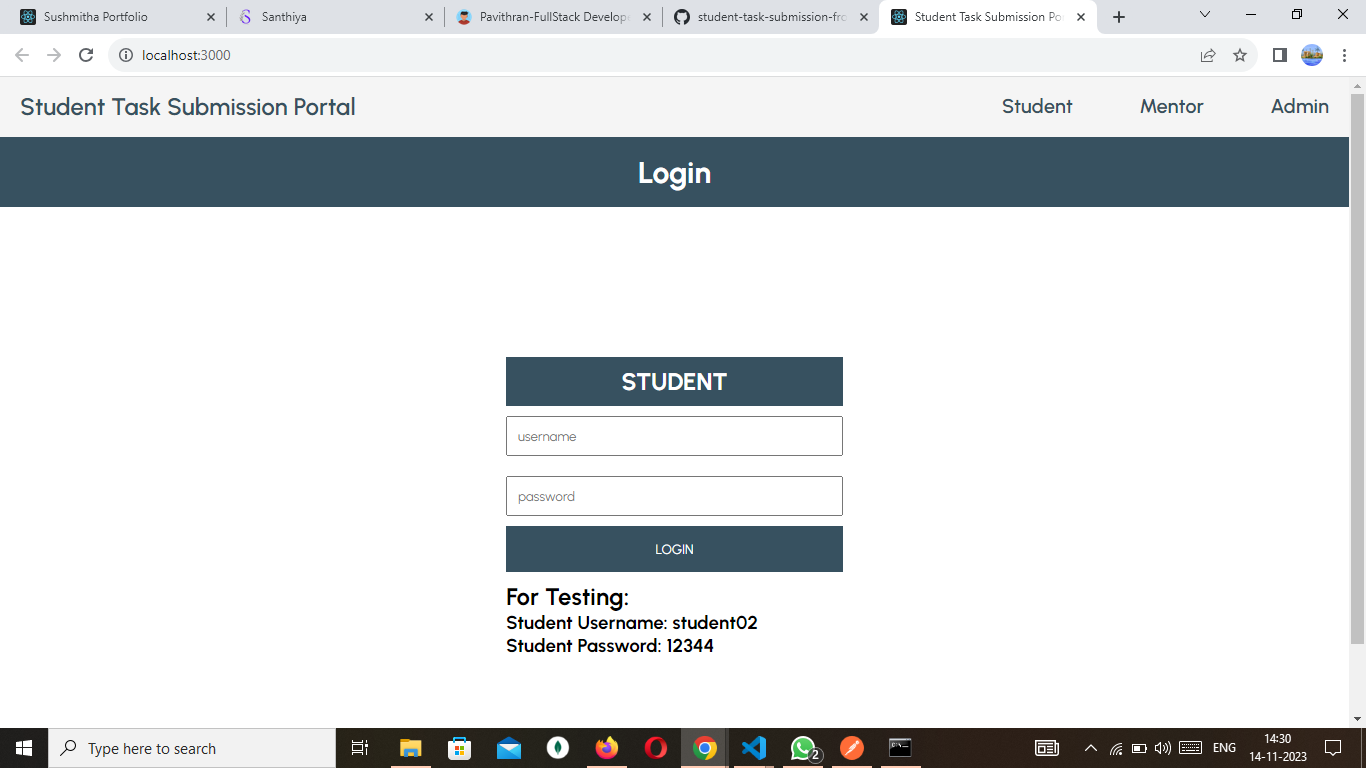 Sushmitha Portfolio
Santhiya
Pavithran-FullStack Develope
student-task-submission-fro
Student Task Submission Po
localhost:3000
Student Task Submission Portal
Student
Mentor
Admin
Login
STUDENT
username
password
LOGIN
For Testing:
Student Username: student02
Student Password: 12344
Type here to search
2
ENG
14:30
14-11-2023